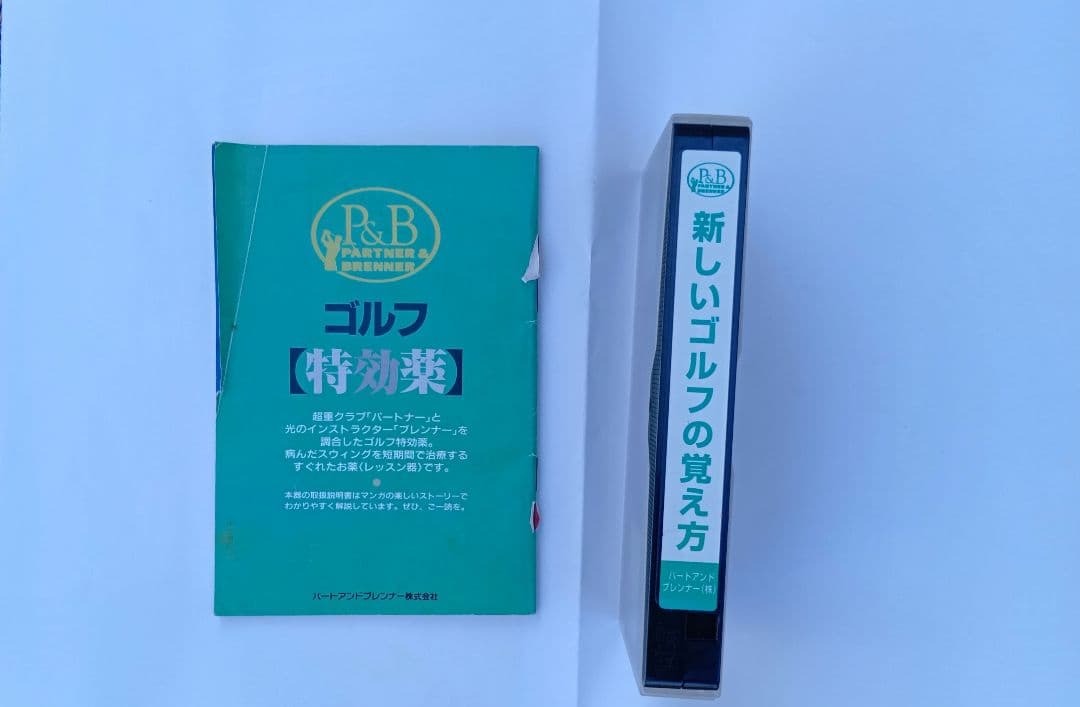 P&B
PARTNER &
BRENNER
ゴルフ
【特効薬】
超重クラブ「パートナー」と
光のインストラクター「ブレンナー」を
調合したゴルフ特効薬。
病んだスウィングを短期間で治療する
すぐれたお薬〈レッスン器〉です。
本器の取扱説明書はマンガの楽しいストーリーで
わかりやすく解説しています。ぜひ、ご一読を。
パートアンドブレンナー株式会社
P&B
PARTNER &
BRENNER
新しいゴルフの覚え方
パートアンド
ブレンナー(株)